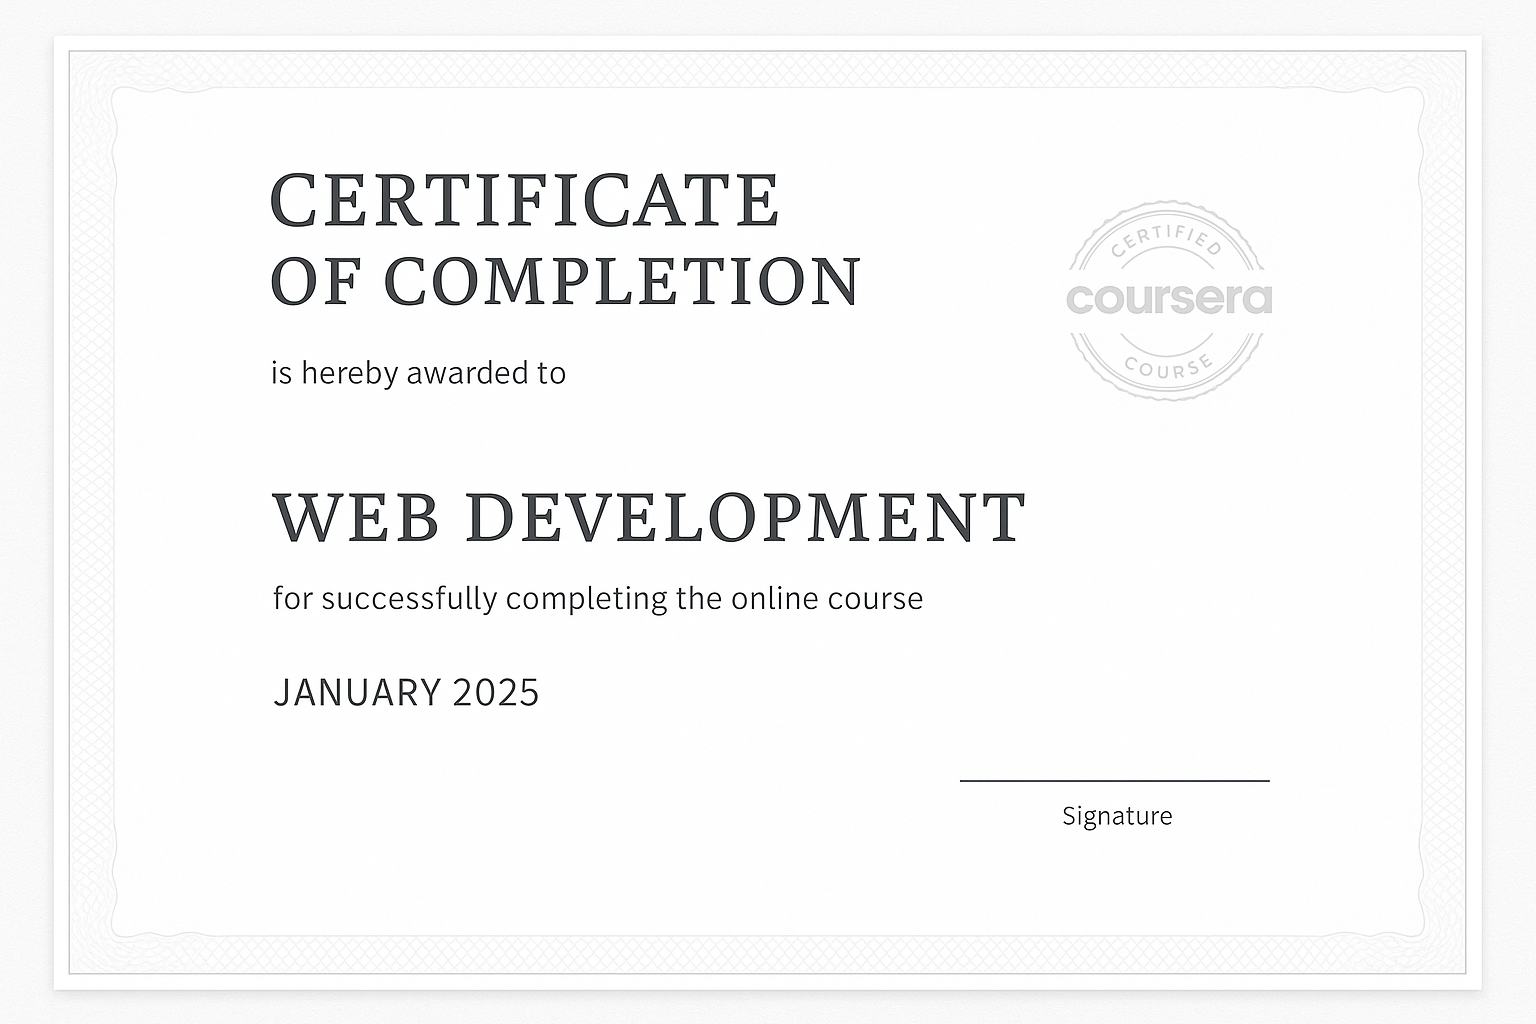 CERTIFICATE
OF COMPLETION
is hereby awarded to
CERTIFIED
coursera
COURSE
WEB DEVELOPMENT
for successfully completing the online course
JANUARY 2025
Signature